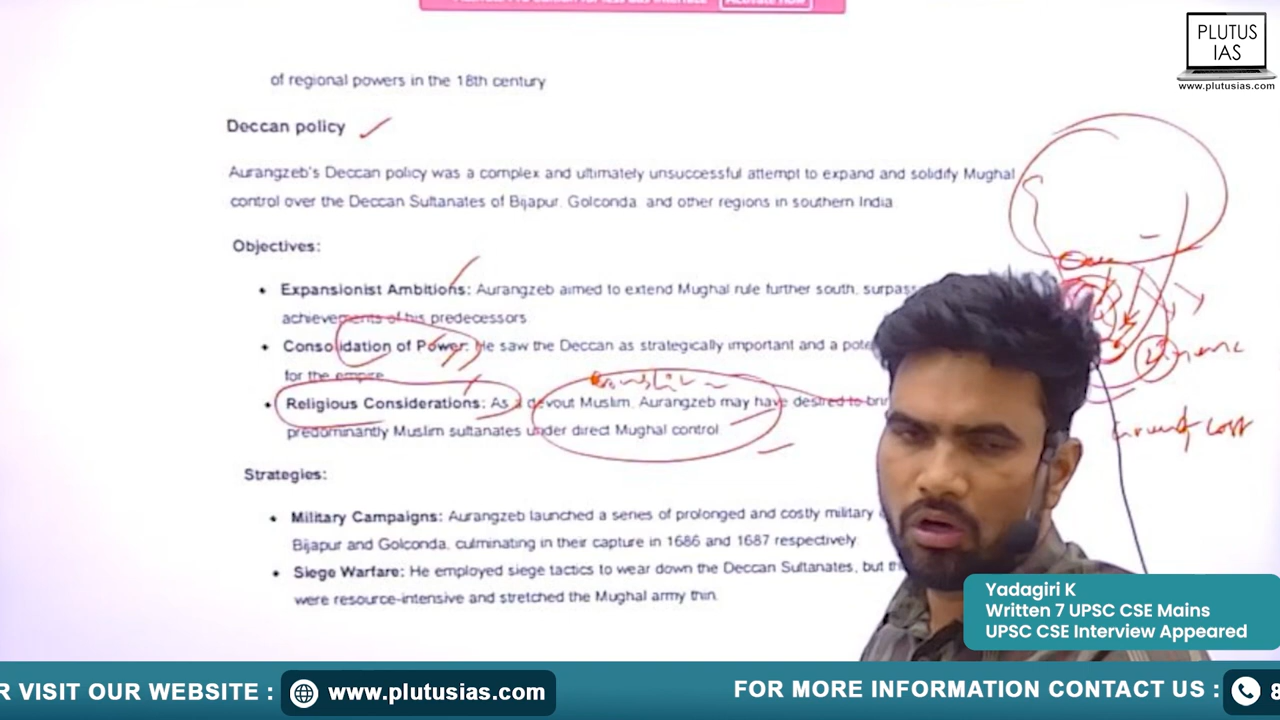 PLUTUS
IAS
www.plutusias.com
of regional powers in the 18th century
Deccan policy
Aurangzeb's Deccan policy was a complex and ultimately unsuccessful attempt to expand and solidify Mughal
control over the Deccan Sultanates of Bijapur, Golconda, and other regions in southern India
Objectives:
• Expansionist Ambitions: Aurangzeb aimed to extend Mughal rule further south, surpass
achievements of his predecessors
• Consolidation of Power: He saw the Deccan as strategically important and a pote
for the empire
• Religious Considerations: As a devout Muslim, Aurangzeb may have desired to brin
predominantly Muslim sultanates under direct Mughal control
Strategies:
• Military Campaigns: Aurangzeb launched a series of prolonged and costly military
Bijapur and Golconda, culminating in their capture in 1686 and 1687 respectively
• Siege Warfare: He employed siege tactics to wear down the Deccan Sultanates, but th
were resource-intensive and stretched the Mughal army thin.
Yadagiri K
Written 7 UPSC CSE Mains
UPSC CSE Interview Appeared
R VISIT OUR WEBSITE : www.plutusias.com
FOR MORE INFORMATION CONTACT US : 8